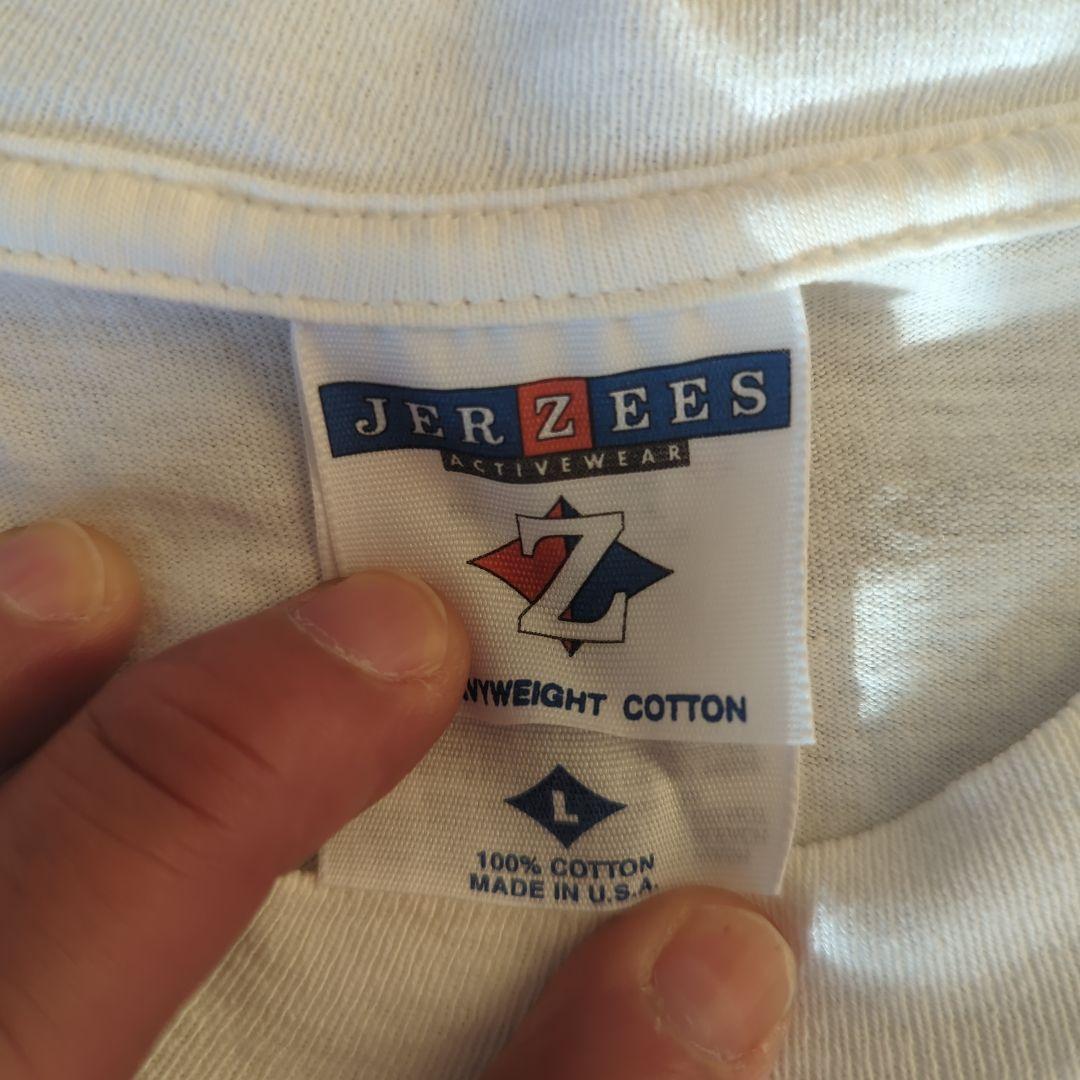 JERZEES
ACTIVEWEAR
Z
COTTON
L
100% COTTON
MADE IN U.S.A.